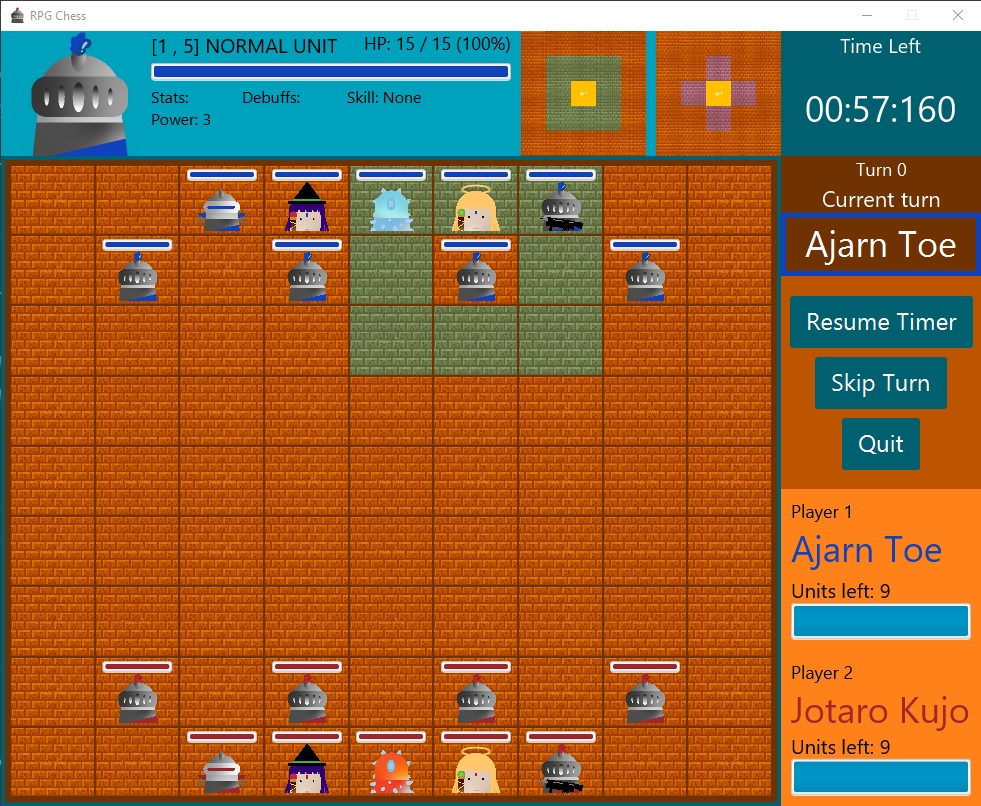 RPG Chess
[1 , 5] NORMAL UNIT
HP: 15 / 15 (100%)
Stats:
Debuffs:
Skill: None
Power: 3
Time Left
00:57:160
Turn 0
Current turn
Ajarn Toe
Resume Timer
Skip Turn
Quit
Player 1
Ajarn Toe
Units left: 9
Player 2
Jotaro Kujo
Units left: 9